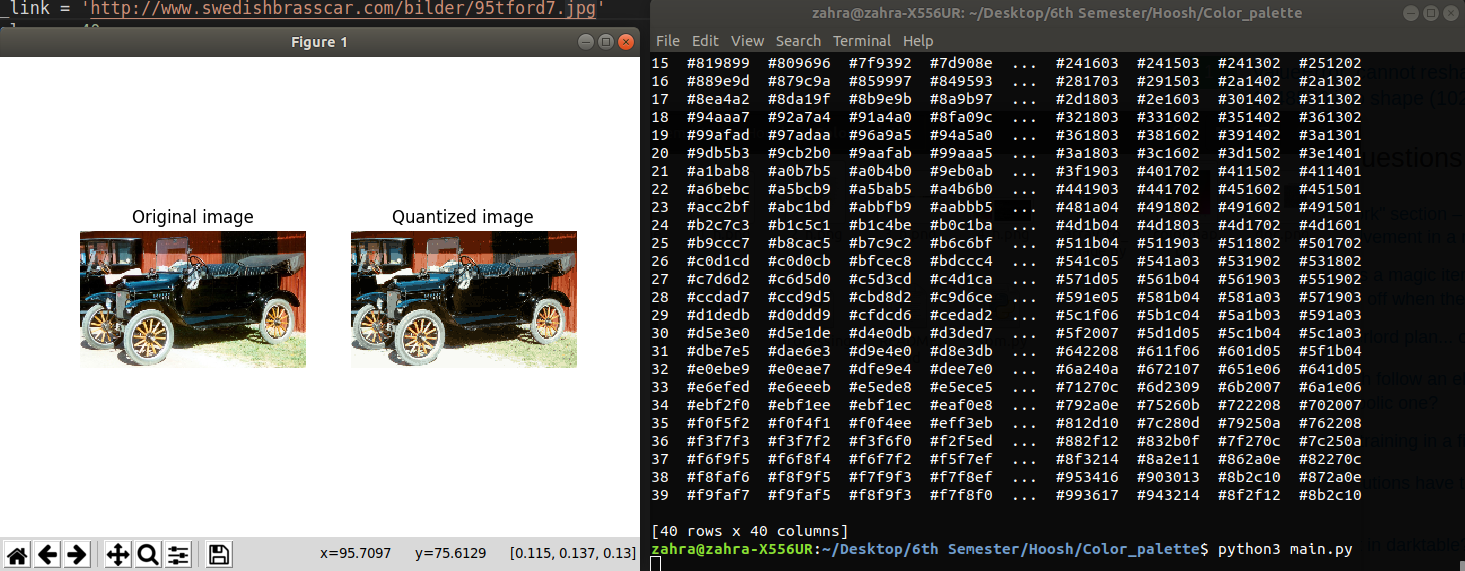 _link = 'http://www.swedishbrasscar.com/bilder/95tford7.jpg'
Figure 1
Original image
Quantized image
x=95.7097 y=75.6129 [0.115, 0.137, 0.13]
zahra@zahra-X556UR: ~/Desktop/6th Semester/Hoosh/Color_palette
File Edit View Search Terminal Help
15 #819899 #809696 #7f9392 #7d908e ... #241603 #241503 #241302 #251202
16 #889e9d #879c9a #859997 #849593 ... #281703 #291503 #2a1402 #2a1302
17 #8ea4a2 #8da19f #8b9e9b #8a9b97 ... #2d1803 #2e1603 #301402 #311302
18 #94aaa7 #92a7a4 #91a4a0 #8fa09c ... #321803 #331602 #351402 #361302
19 #99afad #97adaa #96a9a5 #94a5a0 ... #361803 #381602 #391402 #3a1301
20 #9db5b3 #9cb2b0 #9aafab #99aaa5 ... #3a1803 #3c1602 #3d1502 #3e1401
21 #a1bab8 #a0b7b5 #a0b4b0 #9eb0ab ... #3f1903 #401702 #411502 #411401
22 #a6bebc #a5bcb9 #a5bab5 #a4b6b0 ... #441903 #441702 #451602 #451501
23 #acc2bf #abc1bd #abbfb9 #aabbb5 ... #481a04 #491802 #491602 #491501
24 #b2c7c3 #b1c5c1 #b1c4be #b0c1ba ... #4d1b04 #4d1803 #4d1702 #4d1601
25 #b9ccc7 #b8cac5 #b7c9c2 #b6c6bf ... #511b04 #511903 #511802 #501702
26 #c0d1cd #c0d0cb #bfcec8 #bdccc4 ... #541c05 #541a03 #531902 #531802
27 #c7d6d2 #c6d5d0 #c5d3cd #c4d1ca ... #571d05 #561b04 #561903 #551902
28 #ccdad7 #ccd9d5 #cbd8d2 #c9d6ce ... #591e05 #581b04 #581a03 #571903
29 #d1dedb #d0ddd9 #cfdcd6 #cedad2 ... #5c1f06 #5b1c04 #5a1b03 #591a03
30 #d5e3e0 #d5e1de #d4e0db #d3ded7 ... #5f2007 #5d1d05 #5c1b04 #5c1a03
31 #dbe7e5 #dae6e3 #d9e4e0 #d8e3db ... #642208 #611f06 #601d05 #5f1b04
32 #e0ebe9 #e0eae7 #dfe9e4 #dee7e0 ... #6a240a #672107 #651e06 #641d05
33 #e6efed #e6eeeb #e5ede8 #e5ece5 ... #71270c #6d2309 #6b2007 #6a1e06
34 #ebf2f0 #ebf1ee #ebf1ec #eaf0e8 ... #792a0e #75260b #722208 #702007
35 #f0f5f2 #f0f4f1 #f0f4ee #eff3eb ... #812d10 #7c280d #79250a #762208
36 #f3f7f3 #f3f7f2 #f3f6f0 #f2f5ed ... #882f12 #832b0f #7f270c #7c250a
37 #f6f9f5 #f6f8f4 #f6f7f2 #f5f7ef ... #8f3214 #8a2e11 #862a0e #82270c
38 #f8faf6 #f8f9f5 #f7f9f3 #f7f8ef ... #953416 #903013 #8b2c10 #872a0e
39 #f9faf7 #f9faf5 #f8f9f3 #f7f8f0 ... #993617 #943214 #8f2f12 #8b2c10
[40 rows x 40 columns]
zahra@zahra-X556UR:~/Desktop/6th Semester/Hoosh/Color_palette$ python3 main.py